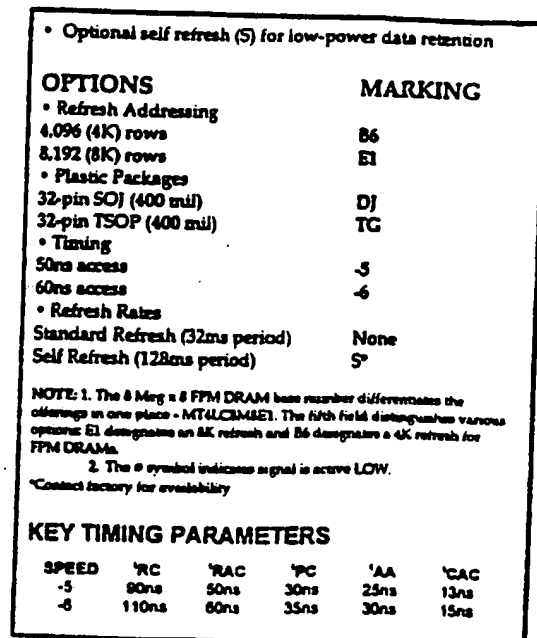 • Optional self refresh (S) for low-power data retention
OPTIONS MARKING
• Refresh Addressing
4,096 (4K) rows B6
8,192 (8K) rows E1
• Plastic Packages
32-pin SOJ (400 mil) DJ
32-pin TSOP (400 mil) TG
• Timing
50ns access -5
60ns access -6
• Refresh Rates
Standard Refresh (32ms period) None
Self Refresh (128ms period) S*
NOTE: 1. The 8 Meg x 8 FPM DRAM base number differentiates the
offerings in one place - MT4LC8M8E1. The fifth field distinguishes various
options: E1 designates an 8K refresh and B6 designates a 4K refresh for
FPM DRAMs.
2. The # symbol indicates signal is active LOW.
*Contact factory for availability
KEY TIMING PARAMETERS
SPEED tRC tRAC tPC tAA tCAC
-5 90ns 50ns 30ns 25ns 13ns
-6 110ns 60ns 35ns 30ns 15ns